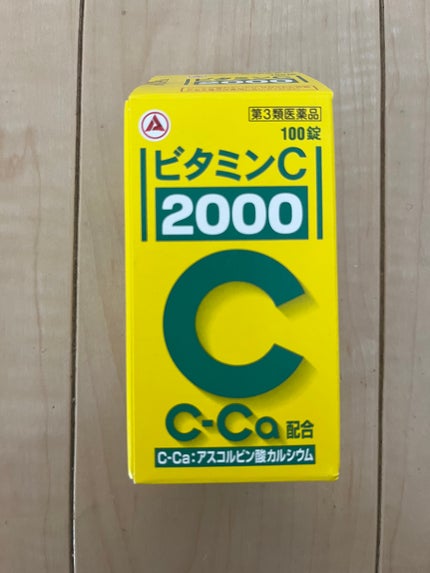 第3類医薬品
100錠
ビタミンC
2000
C
C-Ca 配合
C-Ca:アスコルビン酸カルシウム